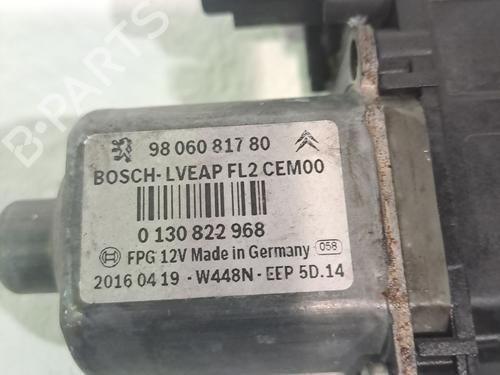 98 060 817 80
BOSCH-LVEAP FL2 CEM00
0 130 822 968
FPG 12V Made in Germany 058
2016 04 19 - W448N - EEP 5D.14
B-PARTS